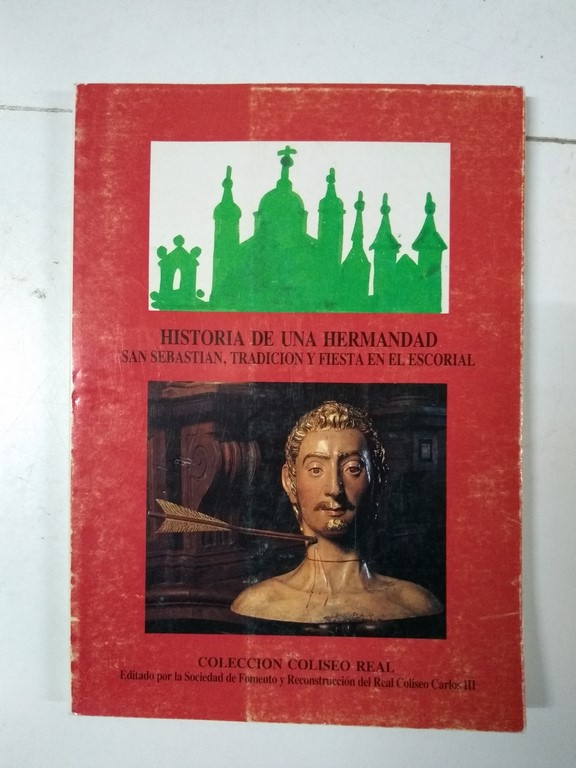 HISTORIA DE UNA HERMANDAD
SAN SEBASTIAN, TRADICION Y FIESTA EN EL ESCORIAL
COLECCION COLISEO REAL
Editado por la Sociedad de Fomento y Reconstrucción del Real Coliseo Carlos III